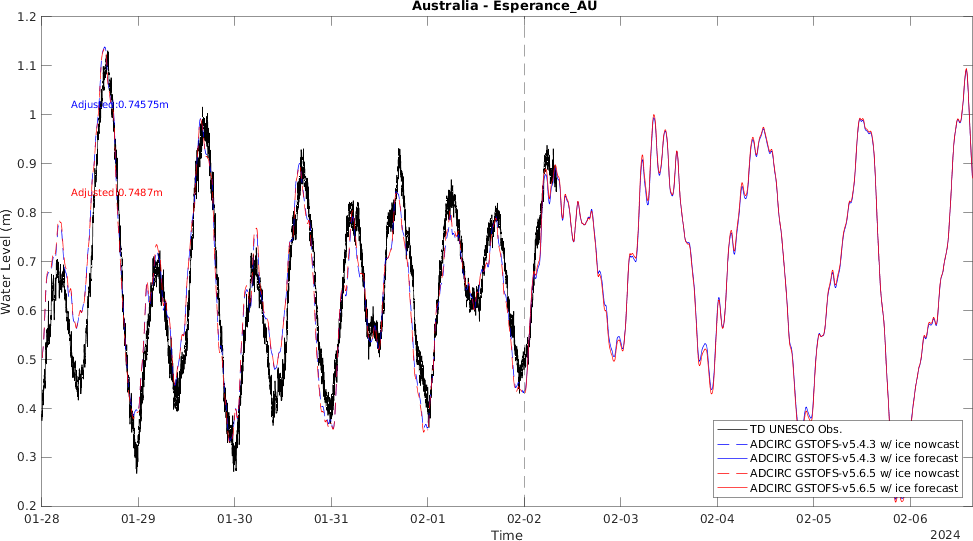 Australia - Esperance_AU
1.2
1.1
1
0.9
0.8
0.7
0.6
0.5
0.4
0.3
0.2
Water Level (m)
Adjusted:0.74575m
Adjusted:0.7487m
TD UNESCO Obs.
ADCIRC GSTOFS-v5.4.3 w/ ice nowcast
ADCIRC GSTOFS-v5.4.3 w/ ice forecast
ADCIRC GSTOFS-v5.6.5 w/ ice nowcast
ADCIRC GSTOFS-v5.6.5 w/ ice forecast
01-28 01-29 01-30 01-31 02-01 02-02 02-03 02-04 02-05 02-06
Time
2024